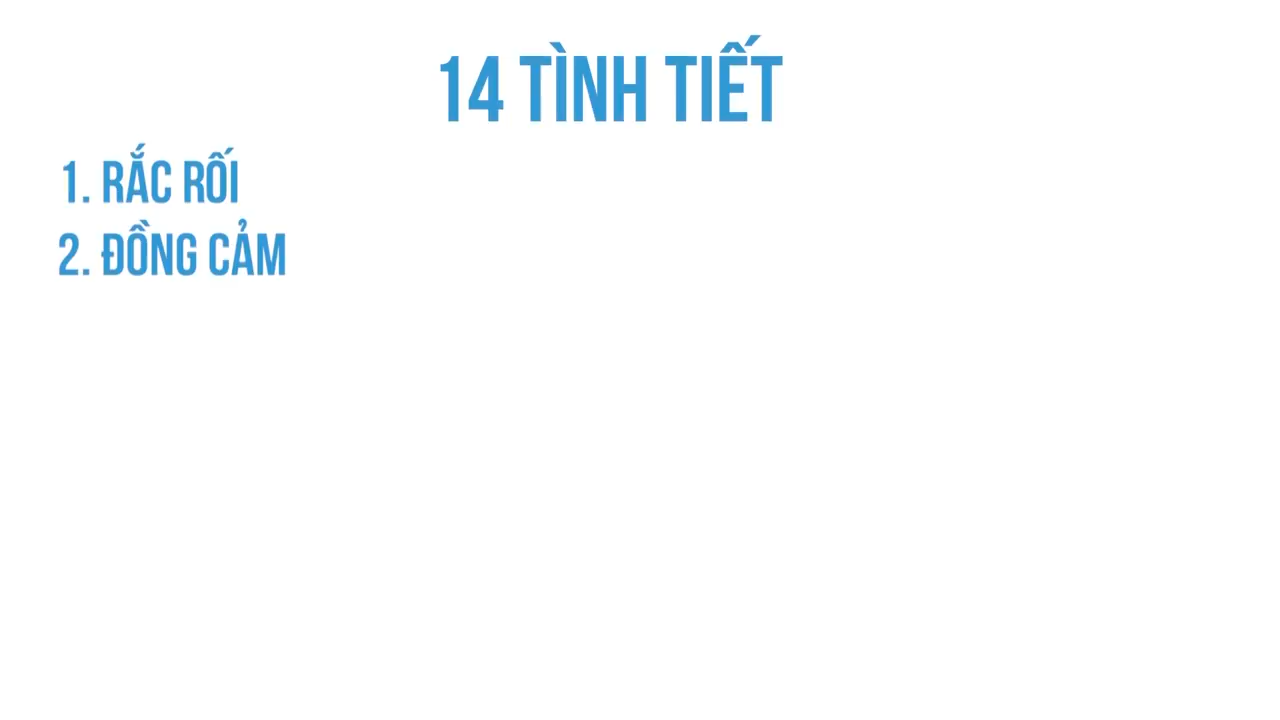 14 TÌNH TIẾT
1. RẮC RỐI
2. ĐỒNG CẢM